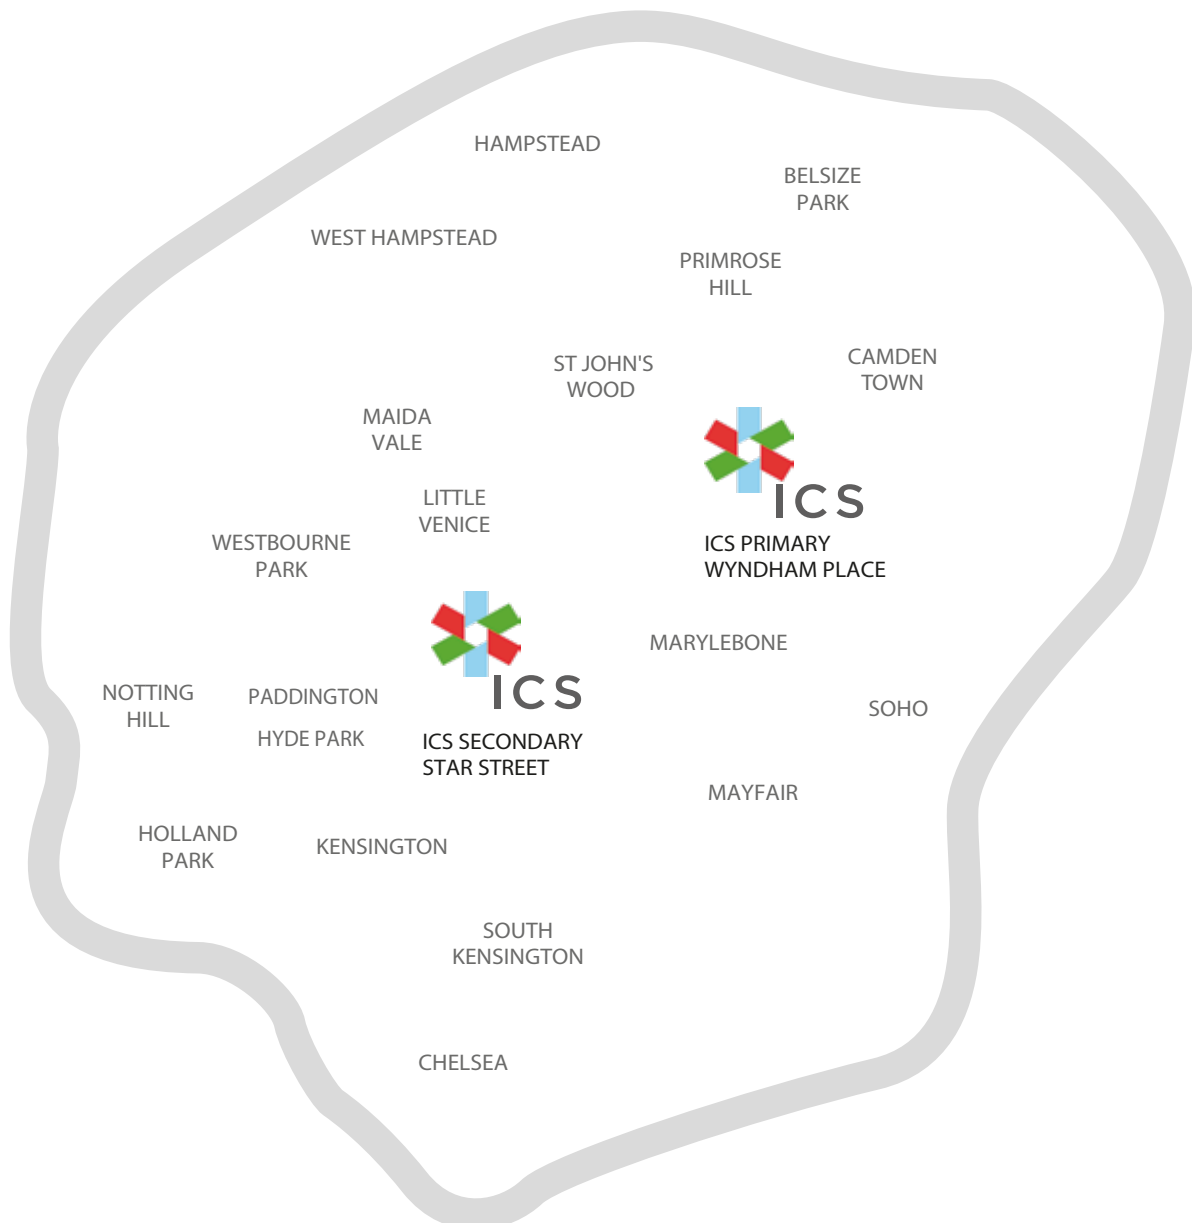 HAMPSTEAD
BELSIZE
PARK
WEST HAMPSTEAD
PRIMROSE
HILL
ST JOHN'S
WOOD
CAMDEN
TOWN
MAIDA
VALE
ICS
LITTLE
VENICE
WESTBOURNE
PARK
ICS PRIMARY
WYNDHAM PLACE
MARYLEBONE
ICS
NOTTING
HILL
PADDINGTON
SOHO
HYDE PARK
ICS SECONDARY
STAR STREET
MAYFAIR
HOLLAND
PARK
KENSINGTON
SOUTH
KENSINGTON
CHELSEA